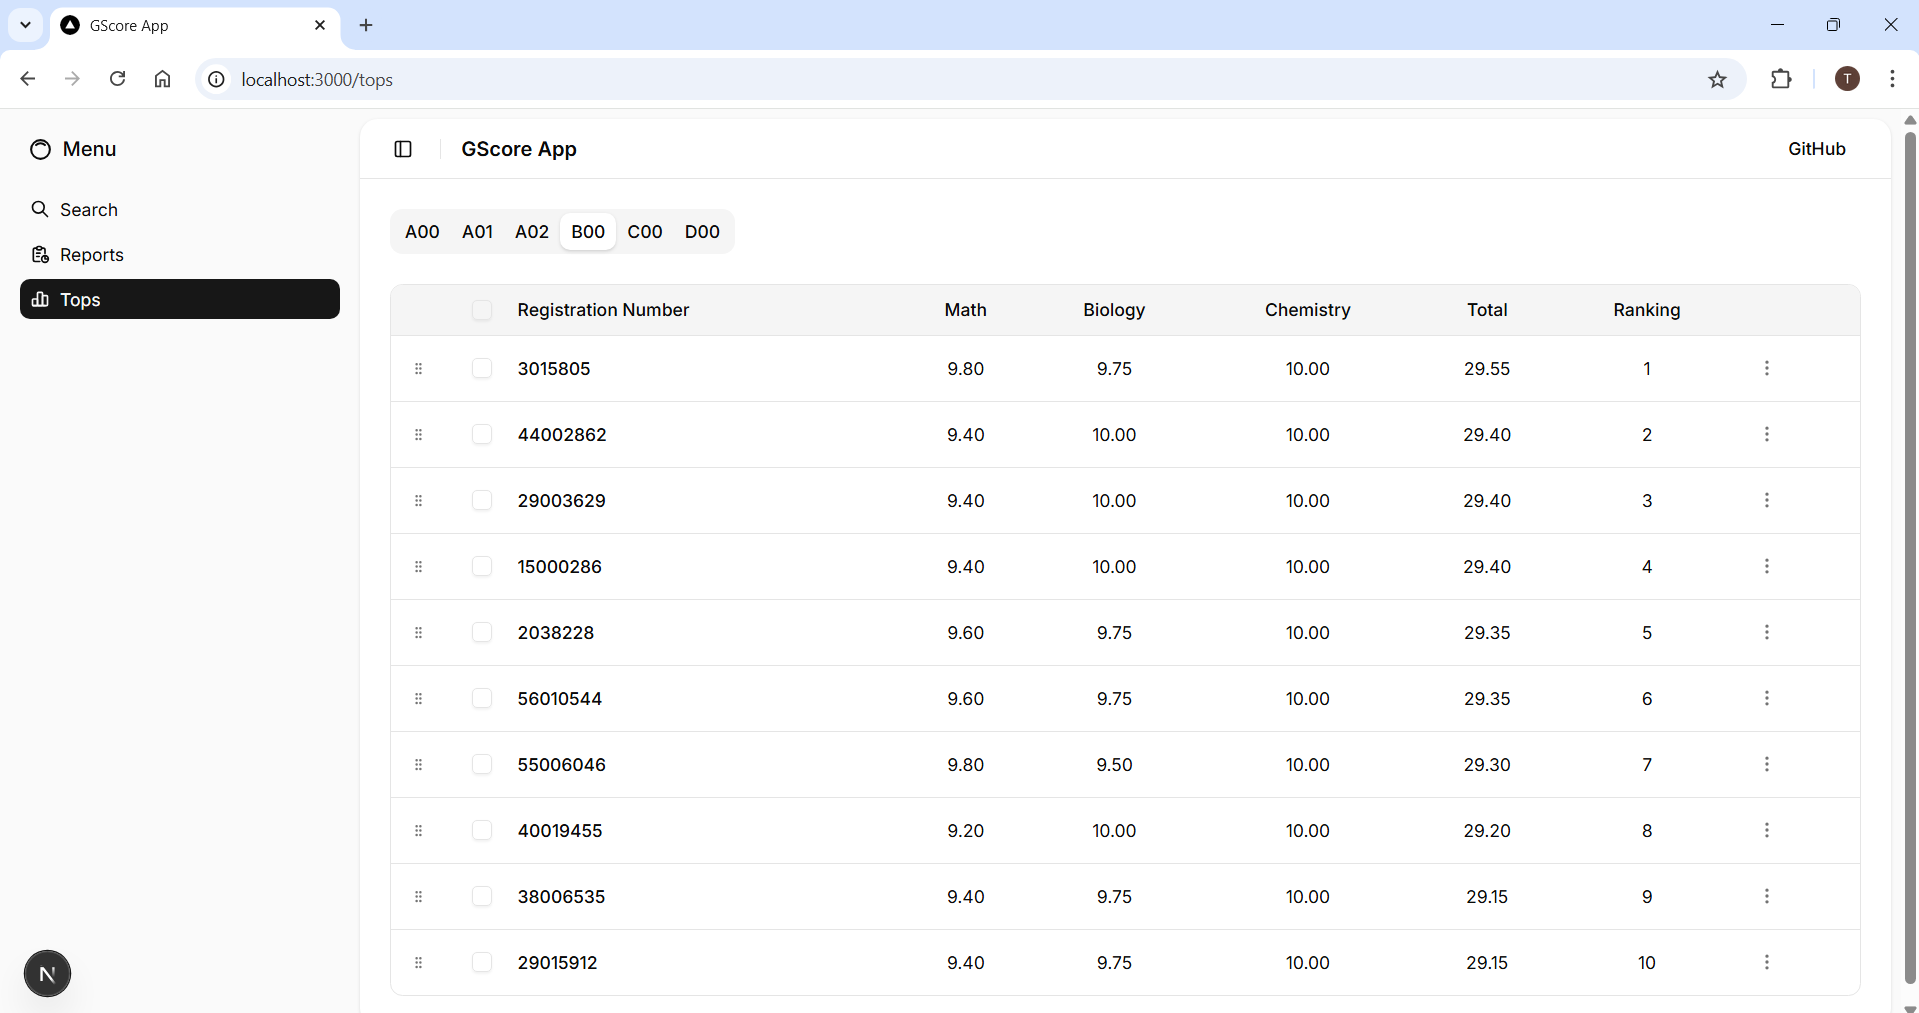 GScore App
localhost:3000/tops
T
Menu
GScore App
GitHub
Search
Reports
Tops
A00 A01 A02 B00 C00 D00
Registration Number Math Biology Chemistry Total Ranking
3015805 9.80 9.75 10.00 29.55 1
44002862 9.40 10.00 10.00 29.40 2
29003629 9.40 10.00 10.00 29.40 3
15000286 9.40 10.00 10.00 29.40 4
2038228 9.60 9.75 10.00 29.35 5
56010544 9.60 9.75 10.00 29.35 6
55006046 9.80 9.50 10.00 29.30 7
40019455 9.20 10.00 10.00 29.20 8
38006535 9.40 9.75 10.00 29.15 9
29015912 9.40 9.75 10.00 29.15 10
N